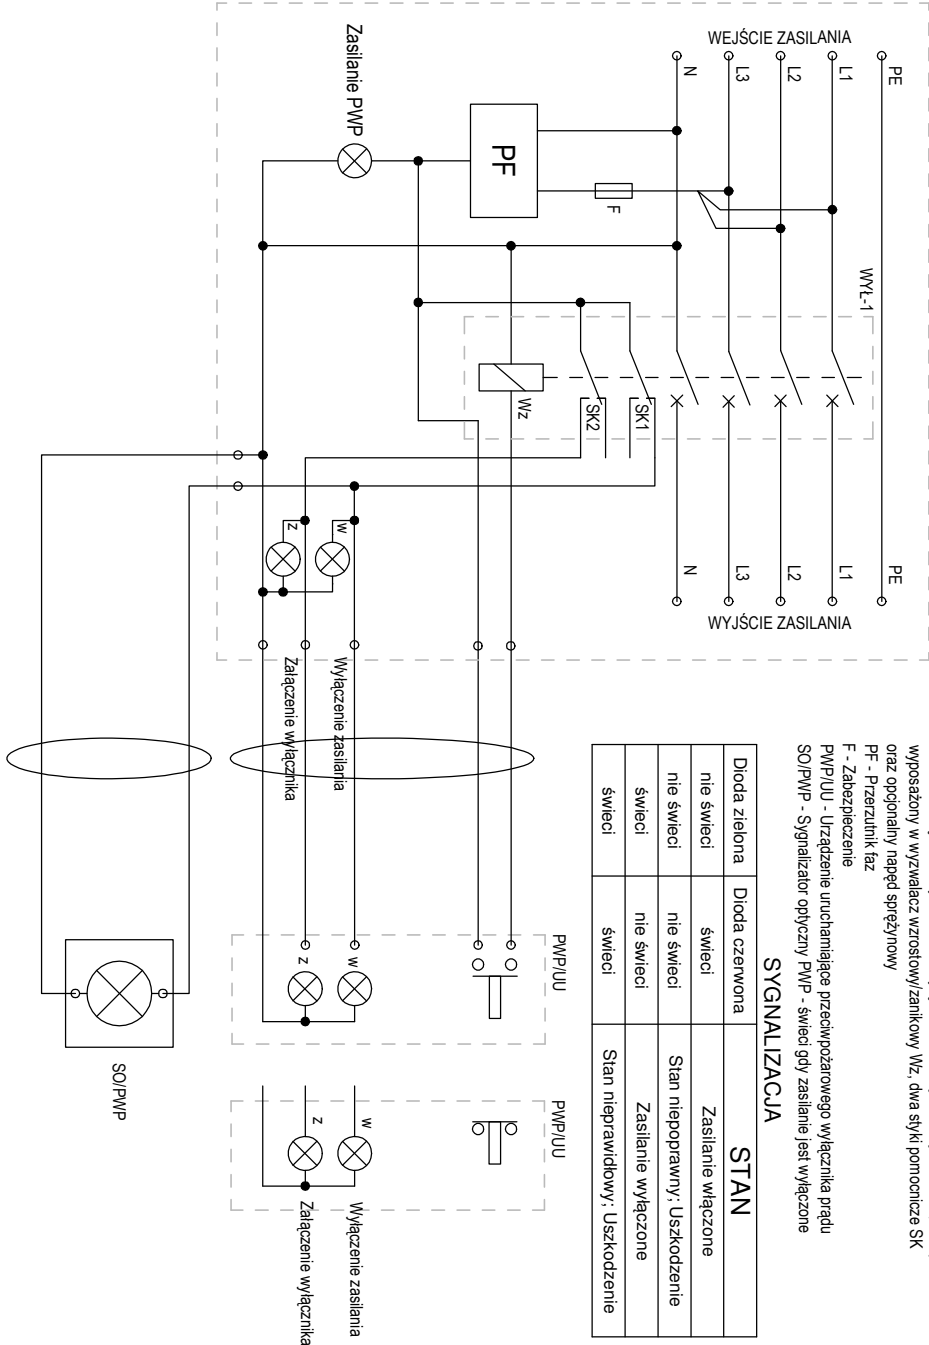 WEJŚCIE ZASILANIA
PE
L1
L2
L3
N
Zasilanie PWP
PF
F
WYŁ-1
Wz
SK1
SK2
z
w
PE
L1
L2
L3
N
WYJŚCIE ZASILANIA
Wyłączenie zasilania
Załączenie wyłącznika
wyposażony w wyzwalacz wzrostowy/zanikowy Wz, dwa styki pomocnicze SK
oraz opcjonalny napęd sprężynowy
PF - Przerzutnik faz
F - Zabezpieczenie
PWP/UU - Urządzenie uruchamiające przeciwpożarowego wyłącznika prądu
SO/PWP - Sygnalizator optyczny PWP - świeci gdy zasilanie jest wyłączone
SYGNALIZACJA
Dioda zielona Dioda czerwona STAN
nie świeci świeci Zasilanie włączone
nie świeci nie świeci Stan niepoprawny; Uszkodzenie
świeci nie świeci Zasilanie wyłączone
świeci świeci Stan nieprawidłowy; Uszkodzenie
PWP/UU
w
z
SO/PWP
PWP/UU
w
z
Wyłączenie zasilania
Załączenie wyłącznika